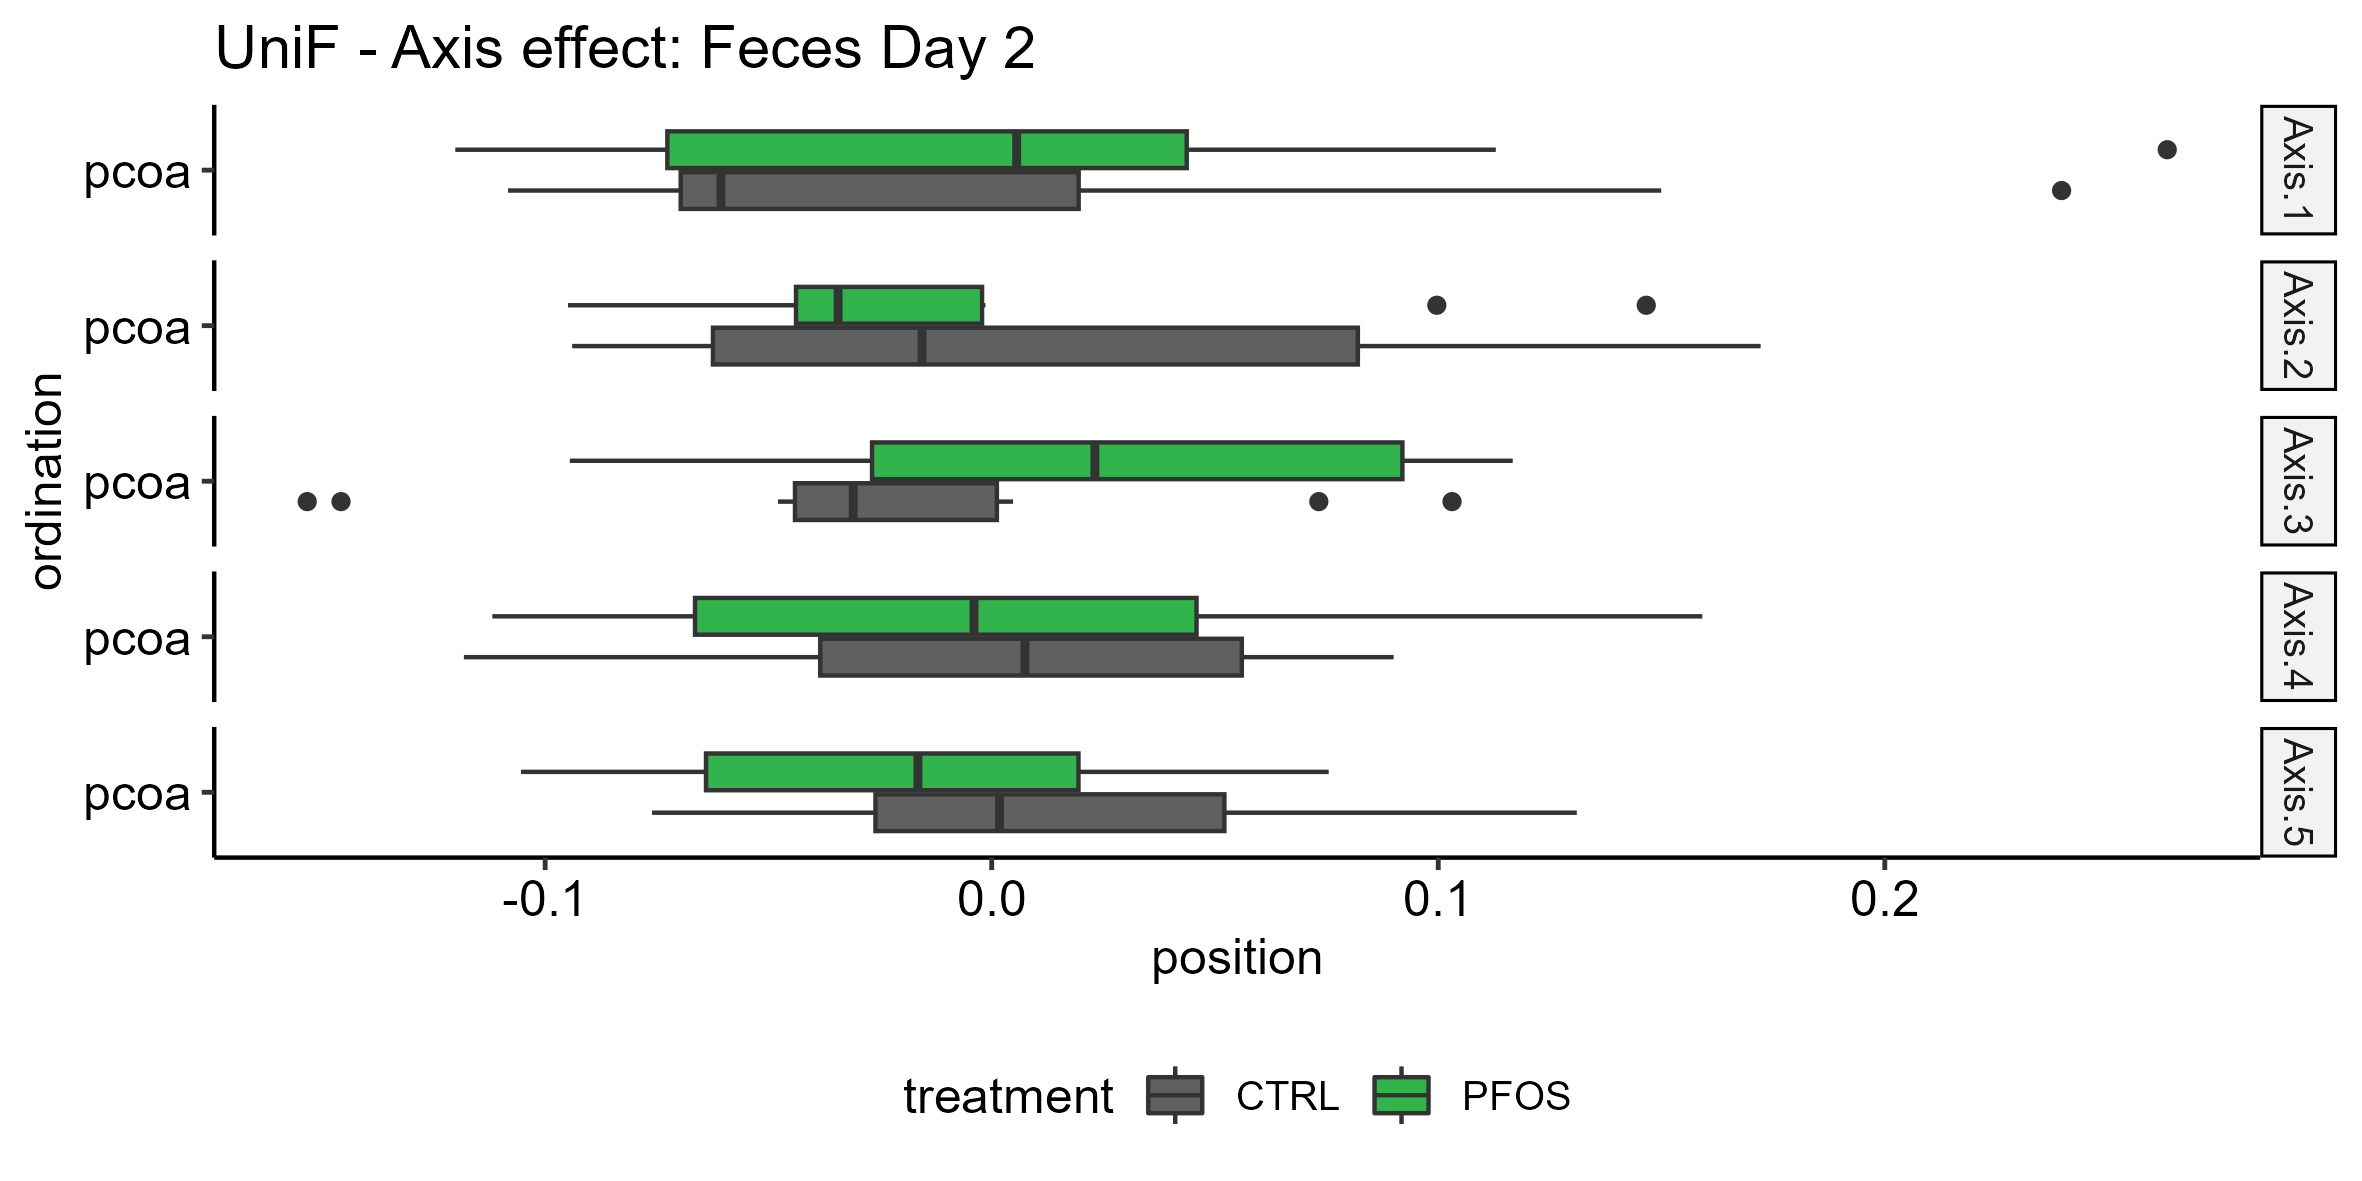 UniF - Axis effect: Feces Day 2
ordination
pcoa
Axis.1
pcoa
Axis.2
pcoa
Axis.3
pcoa
Axis.4
pcoa
Axis.5
-0.1 0.0 0.1 0.2
position
treatment CTRL PFOS